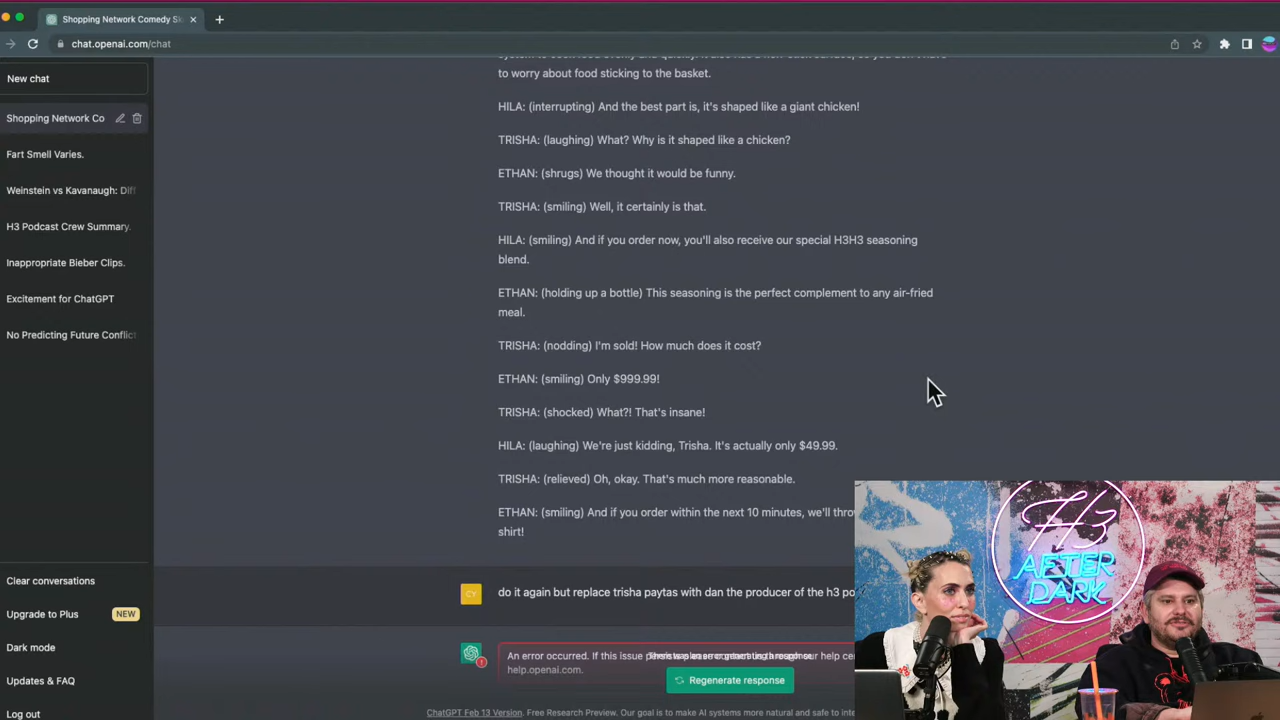 Shopping Network Comedy Sk
chat.openai.com/chat
New chat
Shopping Network Co
Fart Smell Varies.
Weinstein vs Kavanaugh: Diff
H3 Podcast Crew Summary.
Inappropriate Bieber Clips.
Excitement for ChatGPT
No Predicting Future Conflict
Clear conversations
Upgrade to Plus NEW
Dark mode
Updates & FAQ
Log out
to worry about food sticking to the basket.
HILA: (interrupting) And the best part is, it's shaped like a giant chicken!
TRISHA: (laughing) What? Why is it shaped like a chicken?
ETHAN: (shrugs) We thought it would be funny.
TRISHA: (smiling) Well, it certainly is that.
HILA: (smiling) And if you order now, you'll also receive our special H3H3 seasoning
blend.
ETHAN: (holding up a bottle) This seasoning is the perfect complement to any air-fried
meal.
TRISHA: (nodding) I'm sold! How much does it cost?
ETHAN: (smiling) Only $999.99!
TRISHA: (shocked) What?! That's insane!
HILA: (laughing) We're just kidding, Trisha. It's actually only $49.99.
TRISHA: (relieved) Oh, okay. That's much more reasonable.
ETHAN: (smiling) And if you order within the next 10 minutes, we'll throw
shirt!
CY do it again but replace trisha paytas with dan the producer of the h3 po
An error occurred. If this issue
help.openai.com.
Regenerate response
ChatGPT Feb 13 Version. Free Research Preview. Our goal is to make AI systems more natural and safe to inte
H3
AFTER
DARK